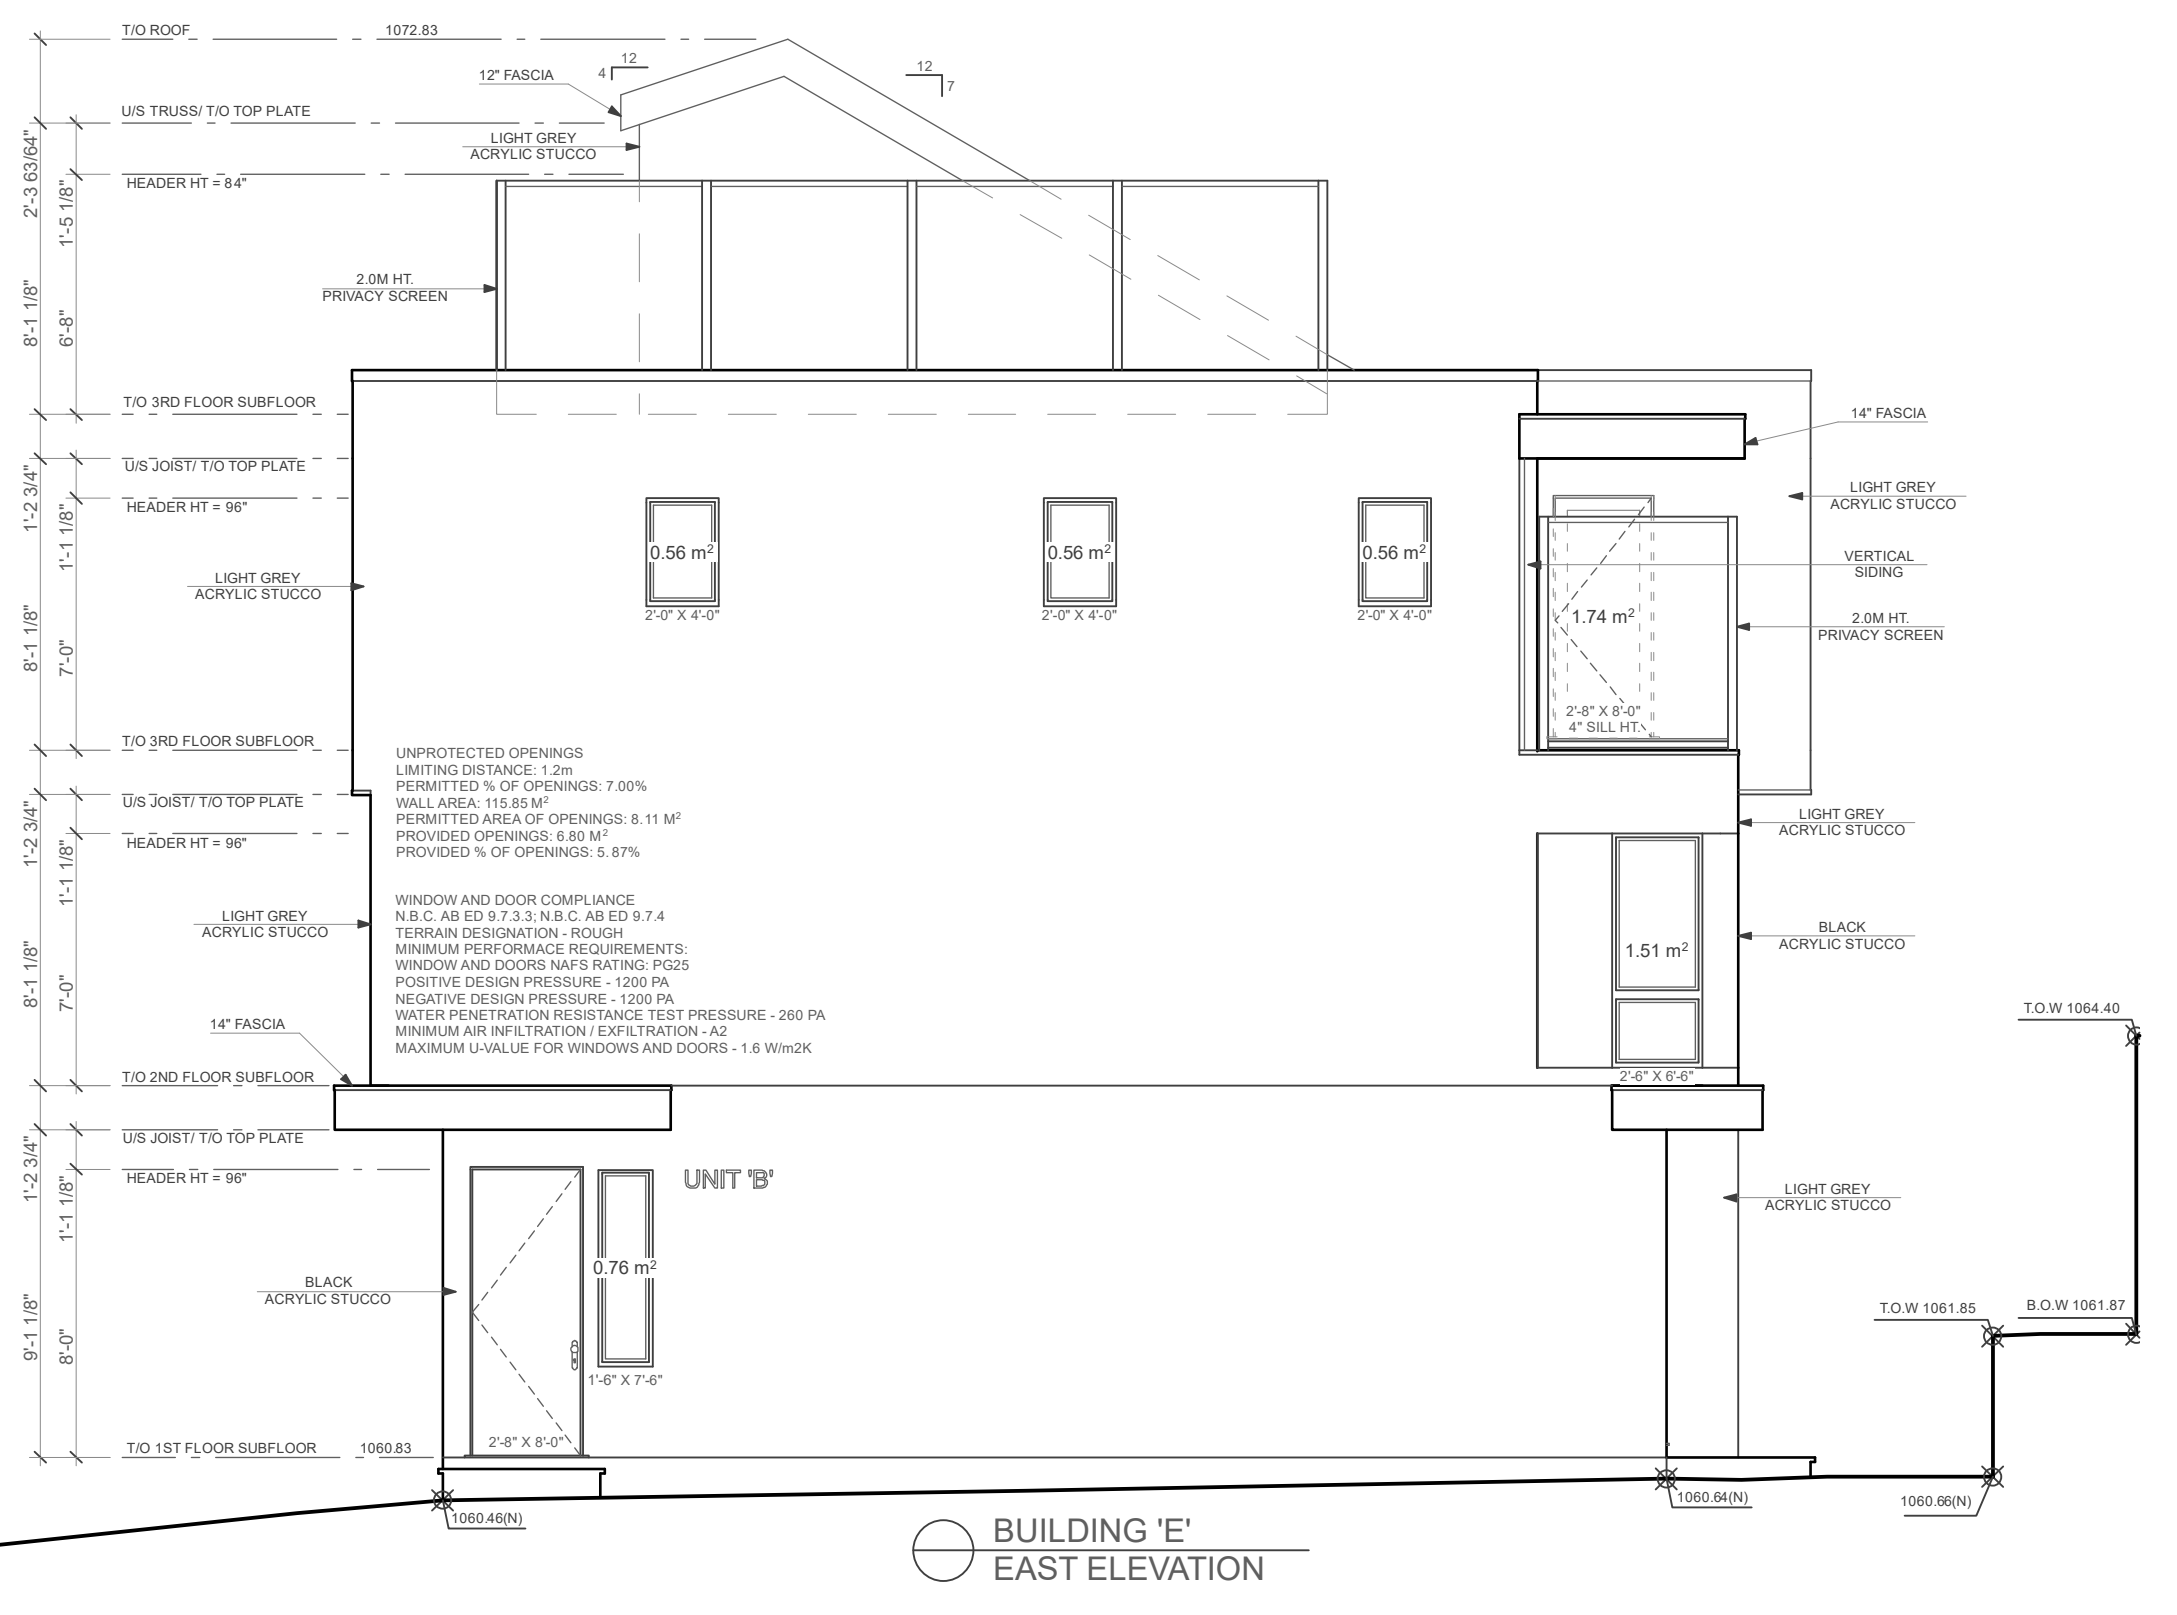 T/O ROOF 1072.83
12
4
12" FASCIA
12
7
U/S TRUSS/ T/O TOP PLATE
LIGHT GREY
ACRYLIC STUCCO
2'-3 63/64"
HEADER HT = 84"
1'-5 1/8"
2.0M HT.
PRIVACY SCREEN
8'-1 1/8"
6'-8"
T/O 3RD FLOOR SUBFLOOR
14" FASCIA
U/S JOIST/ T/O TOP PLATE
1'-2 3/4"
HEADER HT = 96"
1'-1 1/8"
LIGHT GREY
ACRYLIC STUCCO
0.56 m²
2'-0" X 4'-0"
0.56 m²
2'-0" X 4'-0"
0.56 m²
2'-0" X 4'-0"
VERTICAL
SIDING
LIGHT GREY
ACRYLIC STUCCO
8'-1 1/8"
7'-0"
1.74 m²
2.0M HT.
PRIVACY SCREEN
2'-8" X 8'-0"
4" SILL HT.
T/O 3RD FLOOR SUBFLOOR
UNPROTECTED OPENINGS
LIMITING DISTANCE: 1.2m
PERMITTED % OF OPENINGS: 7.00%
WALL AREA: 115.85 M²
PERMITTED AREA OF OPENINGS: 8.11 M²
PROVIDED OPENINGS: 6.80 M²
PROVIDED % OF OPENINGS: 5.87%
U/S JOIST/ T/O TOP PLATE
1'-2 3/4"
HEADER HT = 96"
1'-1 1/8"
LIGHT GREY
ACRYLIC STUCCO
WINDOW AND DOOR COMPLIANCE
N.B.C. AB ED 9.7.3.3; N.B.C. AB ED 9.7.4
TERRAIN DESIGNATION - ROUGH
MINIMUM PERFORMACE REQUIREMENTS:
WINDOW AND DOORS NAFS RATING: PG25
POSITIVE DESIGN PRESSURE - 1200 PA
NEGATIVE DESIGN PRESSURE - 1200 PA
WATER PENETRATION RESISTANCE TEST PRESSURE - 260 PA
MINIMUM AIR INFILTRATION / EXFILTRATION - A2
MAXIMUM U-VALUE FOR WINDOWS AND DOORS - 1.6 W/m2K
LIGHT GREY
ACRYLIC STUCCO
8'-1 1/8"
7'-0"
1.51 m²
BLACK
ACRYLIC STUCCO
14" FASCIA
T.O.W 1064.40
T/O 2ND FLOOR SUBFLOOR
2'-6" X 6'-6"
U/S JOIST/ T/O TOP PLATE
1'-2 3/4"
HEADER HT = 96"
1'-1 1/8"
UNIT 'B'
LIGHT GREY
ACRYLIC STUCCO
0.76 m²
BLACK
ACRYLIC STUCCO
9'-1 1/8"
8'-0"
T.O.W 1061.85
B.O.W 1061.87
1'-6" X 7'-6"
2'-8" X 8'-0"
T/O 1ST FLOOR SUBFLOOR 1060.83
1060.46(N)
1060.64(N)
1060.66(N)
BUILDING 'E'
EAST ELEVATION